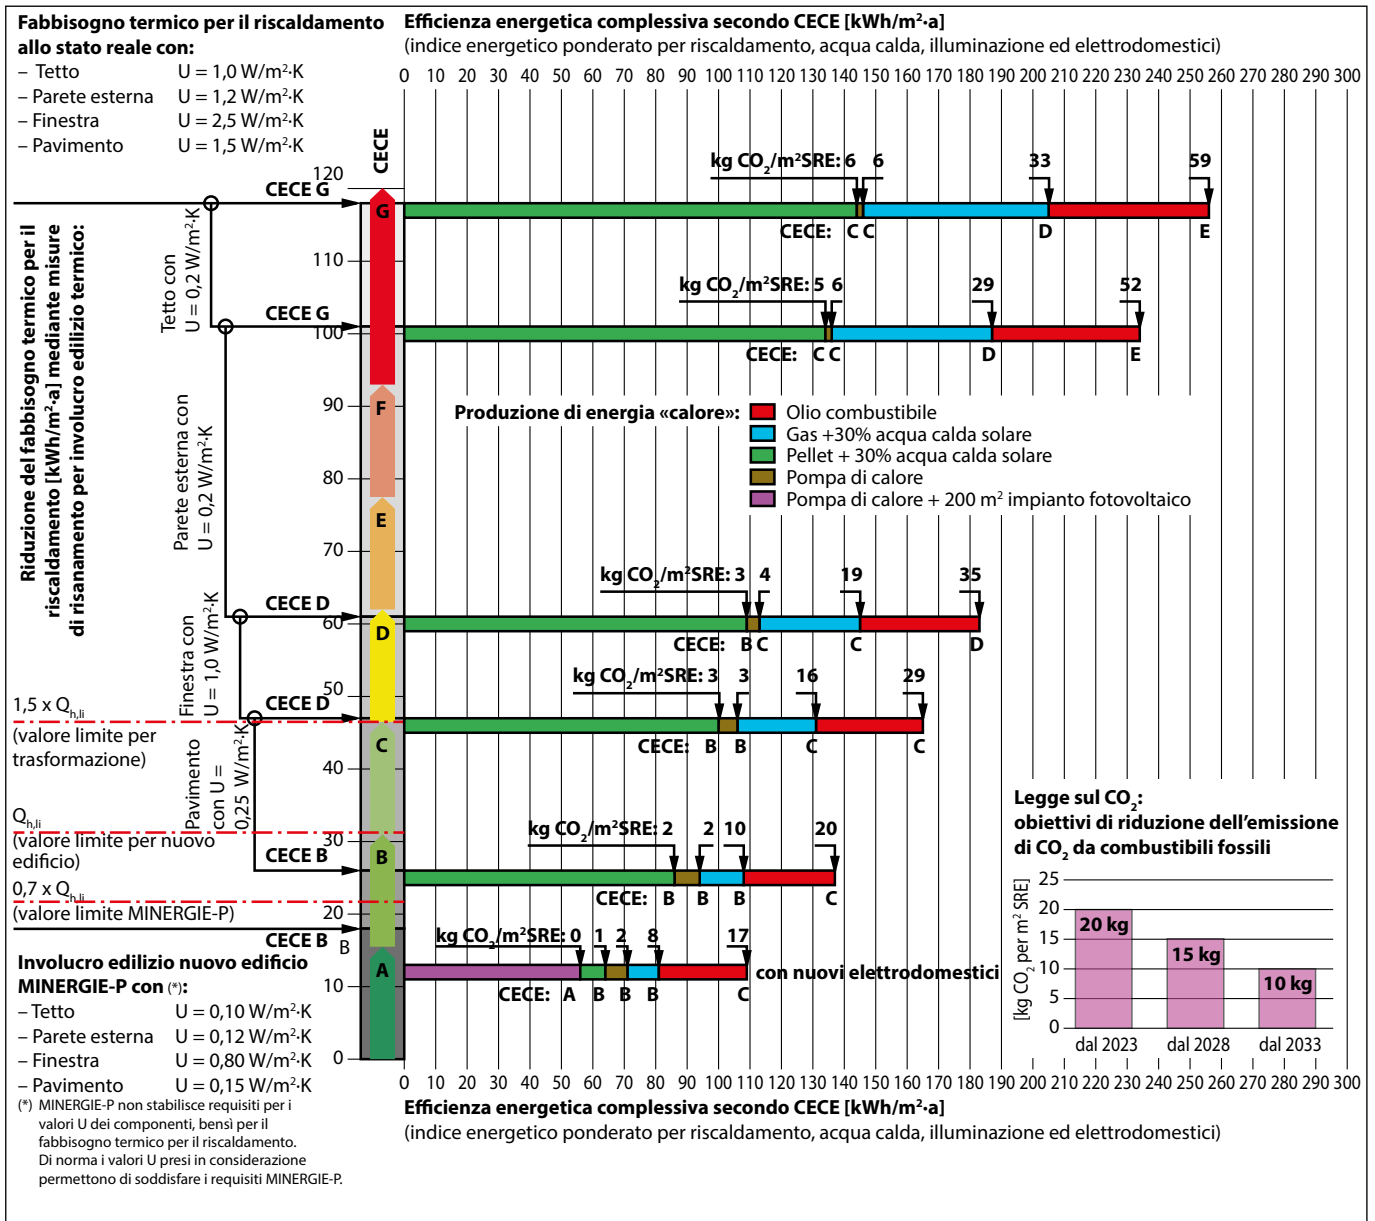 Fabbisogno termico per il riscaldamento
allo stato reale con:
– Tetto U = 1,0 W/m²·K
– Parete esterna U = 1,2 W/m²·K
– Finestra U = 2,5 W/m²·K
– Pavimento U = 1,5 W/m²·K
Efficienza energetica complessiva secondo CECE [kWh/m²·a]
(indice energetico ponderato per riscaldamento, acqua calda, illuminazione ed elettrodomestici)
0 10 20 30 40 50 60 70 80 90 100 110 120 130 140 150 160 170 180 190 200 210 220 230 240 250 260 270 280 290 300
CECE
120
110
100
90
80
70
60
50
40
30
20
10
0
G
F
E
D
C
B
A
Riduzione del fabbisogno termico per il
riscaldamento [kWh/m²·a] mediante misure
di risanamento per involucro edilizio termico:
CECE G
Tetto con
U = 0,2 W/m²·K
CECE G
Parete esterna con
U = 0,2 W/m²·K
CECE D
Finestra con
U = 1,0 W/m²·K
CECE D
Pavimento
con U =
0,25 W/m²·K
CECE B
CECE B
B
1,5 x Qh,li
(valore limite per
trasformazione)
Qh,li
(valore limite per nuovo
edificio)
0,7 x Qh,li
(valore limite MINERGIE-P)
kg CO₂/m²SRE: 6 6 33 59
CECE: C C D E
kg CO₂/m²SRE: 5 6 29 52
CECE: C C D E
Produzione di energia «calore»:
Olio combustibile
Gas +30% acqua calda solare
Pellet + 30% acqua calda solare
Pompa di calore
Pompa di calore + 200 m² impianto fotovoltaico
kg CO₂/m²SRE: 3 4 19 35
CECE: B C C D
kg CO₂/m²SRE: 3 3 16 29
CECE: B B C C
kg CO₂/m²SRE: 2 2 10 20
CECE: B B B C
kg CO₂/m²SRE: 0 1 2 8 17
con nuovi elettrodomestici
CECE: A B B B C
Legge sul CO₂:
obiettivi di riduzione dell’emissione
di CO₂ da combustibili fossili
[kg CO₂ per m² SRE]
25
20
15
10
5
0
20 kg
15 kg
10 kg
dal 2023 dal 2028 dal 2033
Involucro edilizio nuovo edificio
MINERGIE-P con (*):
– Tetto U = 0,10 W/m²·K
– Parete esterna U = 0,12 W/m²·K
– Finestra U = 0,80 W/m²·K
– Pavimento U = 0,15 W/m²·K
(*) MINERGIE-P non stabilisce requisiti per i
valori U dei componenti, bensì per il
fabbisogno termico per il riscaldamento.
Di norma i valori U presi in considerazione
permettono di soddisfare i requisiti MINERGIE-P.
0 10 20 30 40 50 60 70 80 90 100 110 120 130 140 150 160 170 180 190 200 210 220 230 240 250 260 270 280 290 300
Efficienza energetica complessiva secondo CECE [kWh/m²·a]
(indice energetico ponderato per riscaldamento, acqua calda, illuminazione ed elettrodomestici)